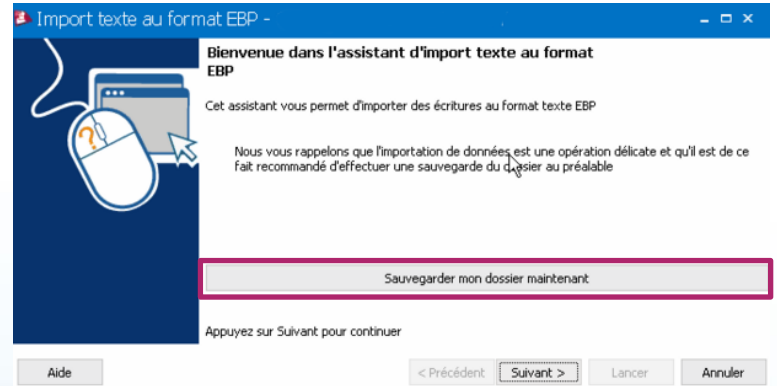 Import texte au format EBP -
Bienvenue dans l'assistant d'import texte au format
EBP
Cet assistant vous permet d'importer des écritures au format texte EBP
Nous vous rappelons que l'importation de données est une opération délicate et qu'il est de ce
fait recommandé d'effectuer une sauvegarde du dossier au préalable
Sauvegarder mon dossier maintenant
Appuyez sur Suivant pour continuer
Aide
< Précédent
Suivant >
Lancer
Annuler